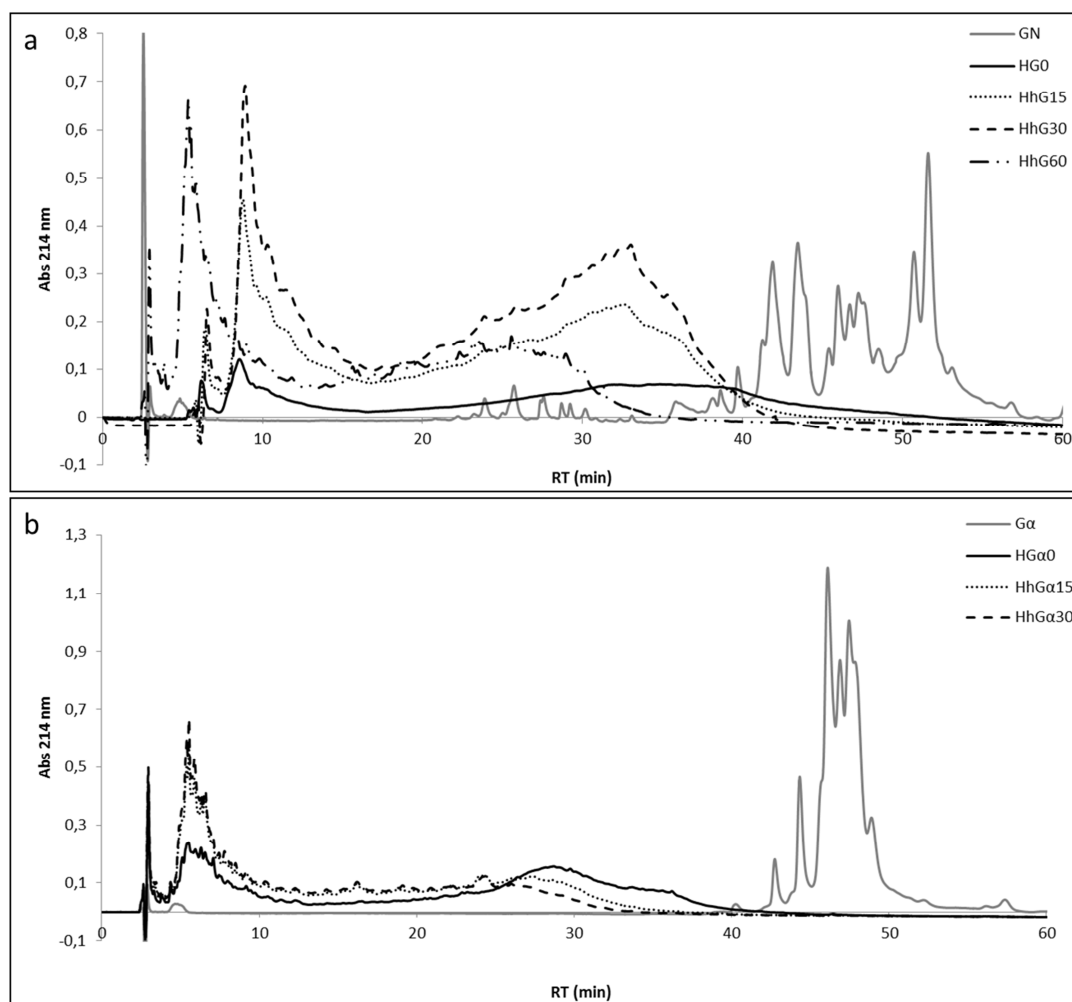 a
GN
HG0
HhG15
HhG30
HhG60
0,8
0,7
0,6
0,5
0,4
0,3
0,2
0,1
0
-0,1
Abs 214 nm
0 10 20 30 40 50 60
RT (min)
b
Gα
HGα0
HhGα15
HhGα30
1,3
1,1
0,9
0,7
0,5
0,3
0,1
-0,1
Abs 214 nm
0 10 20 30 40 50 60
RT (min)